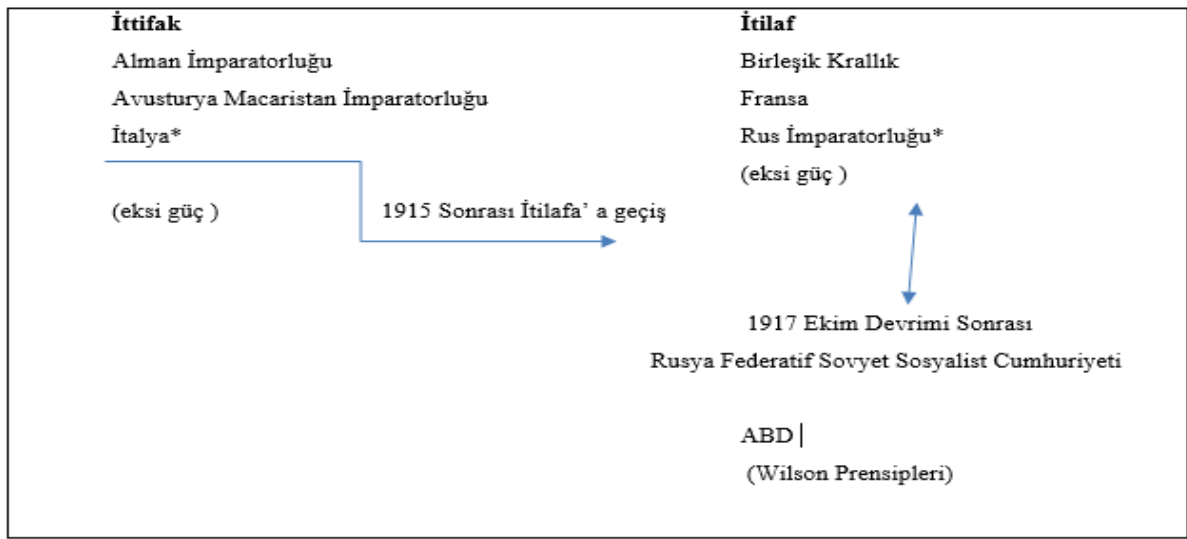 İttifak
Alman İmparatorluğu
Avusturya Macaristan İmparatorluğu
İtalya*
(eksi güç )
1915 Sonrası İtilafa’ a geçiş
İtilaf
Birleşik Krallık
Fransa
Rus İmparatorluğu*
(eksi güç )
1917 Ekim Devrimi Sonrası
Rusya Federatif Sovyet Sosyalist Cumhuriyeti
ABD
(Wilson Prensipleri)